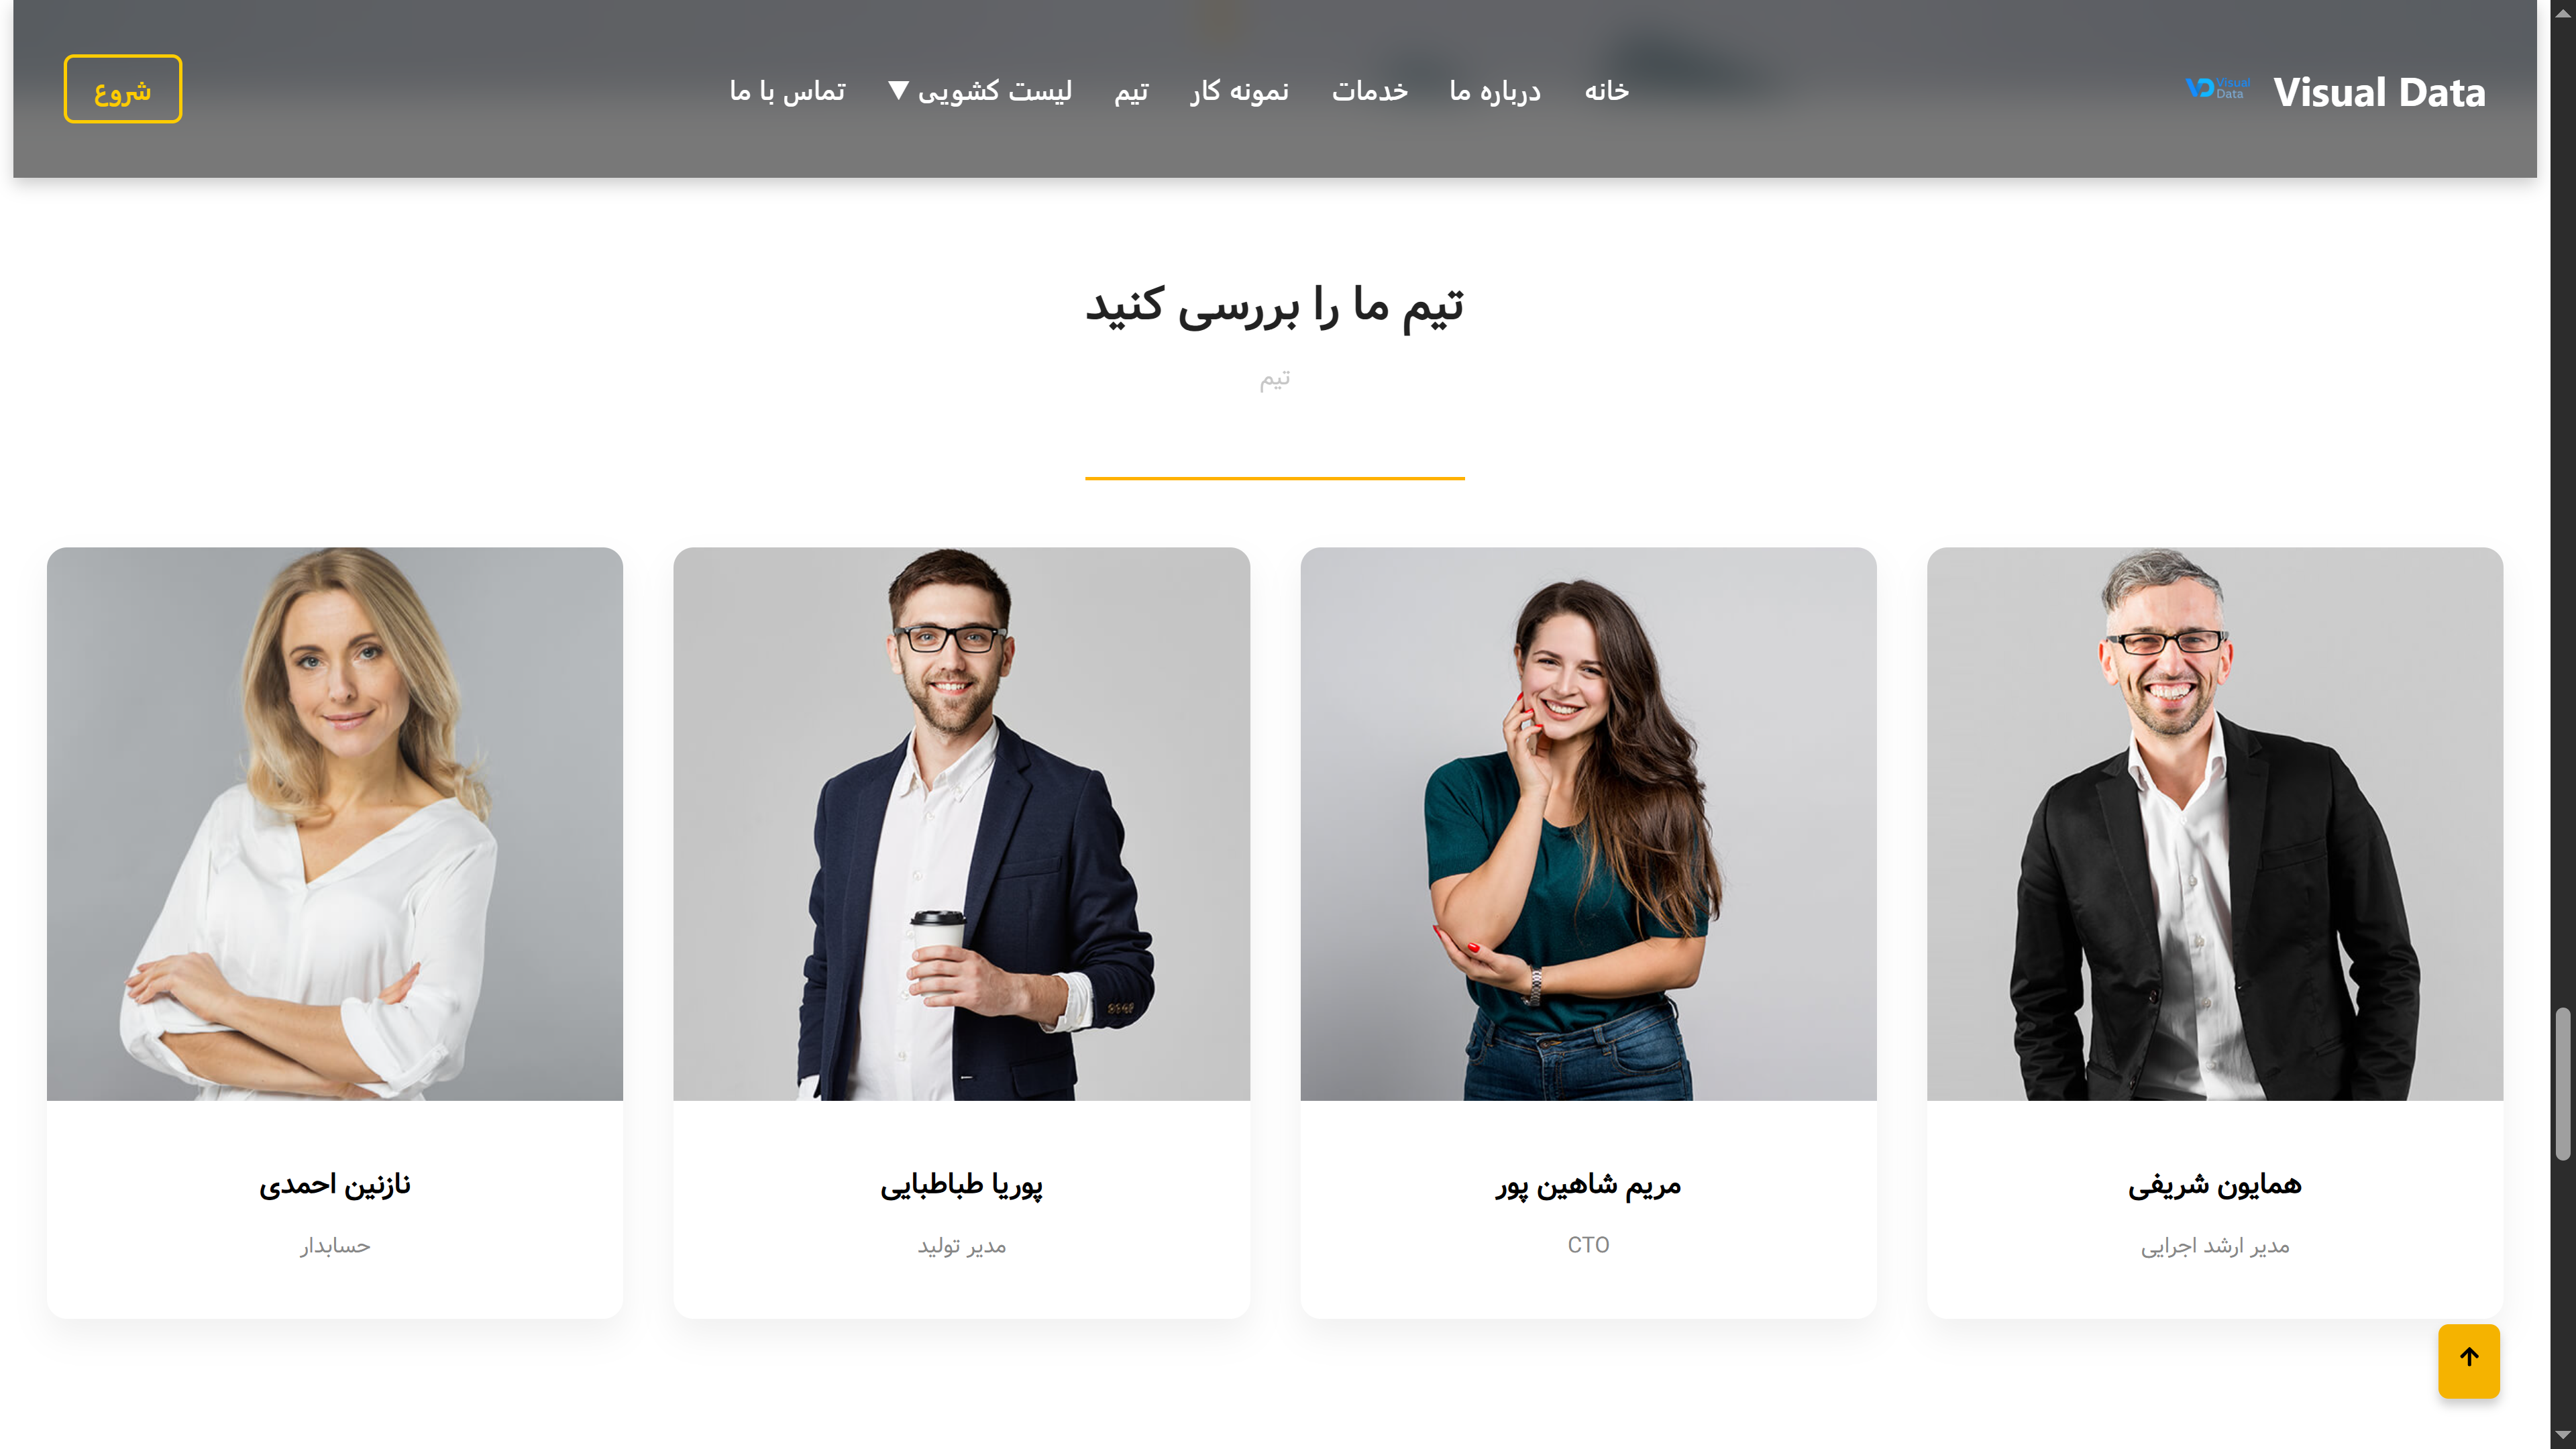 Visual Data
Visual
Data
خانه
درباره ما
خدمات
نمونه کار
تیم
لیست کشویی ▼
تماس با ما
شروع
تیم ما را بررسی کنید
تیم
همایون شریفی
مدیر ارشد اجرایی
مریم شاهین پور
CTO
پوریا طباطبایی
مدیر تولید
نازنین احمدی
حسابدار